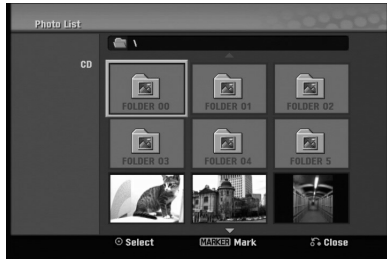 Photo List
\
CD
FOLDER 00 FOLDER 01 FOLDER 02
FOLDER 03 FOLDER 04 FOLDER 5
Select MARKER Mark Close